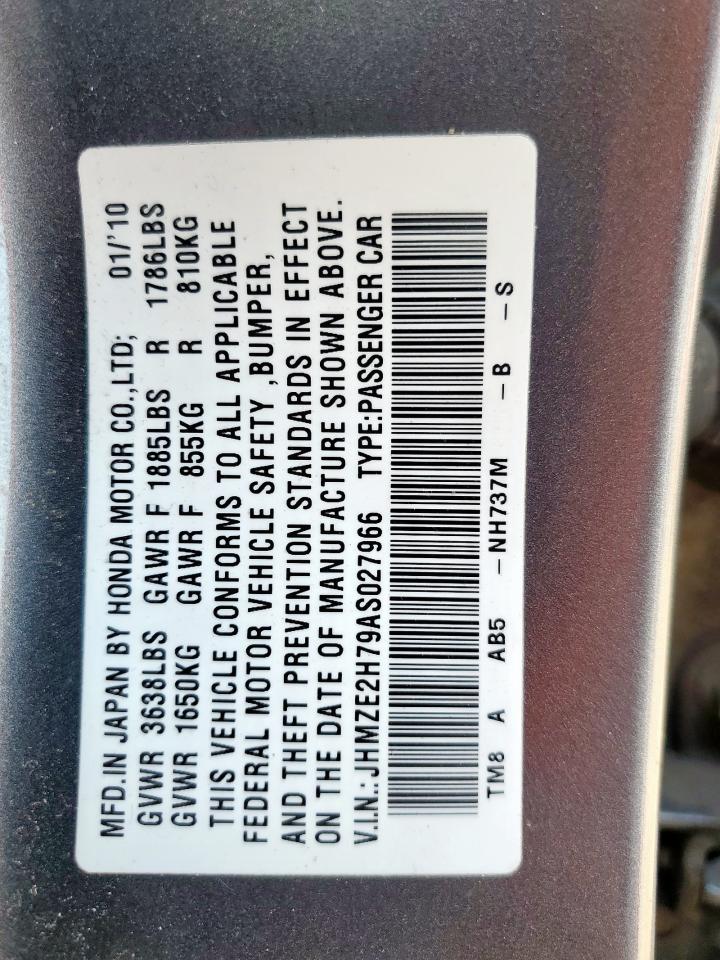 MFD.IN JAPAN BY HONDA MOTOR CO.,LTD; 01/'10
GVWR 3638LBS GAWR F 1885LBS R 1786LBS
GVWR 1650KG GAWR F 855KG R 810KG
THIS VEHICLE CONFORMS TO ALL APPLICABLE
FEDERAL MOTOR VEHICLE SAFETY ,BUMPER,
AND THEFT PREVENTION STANDARDS IN EFFECT
ON THE DATE OF MANUFACTURE SHOWN ABOVE.
V.I.N.: JHMZE2H79AS027966 TYPE:PASSENGER CAR
TM8 A AB5 -NH737M -B -S